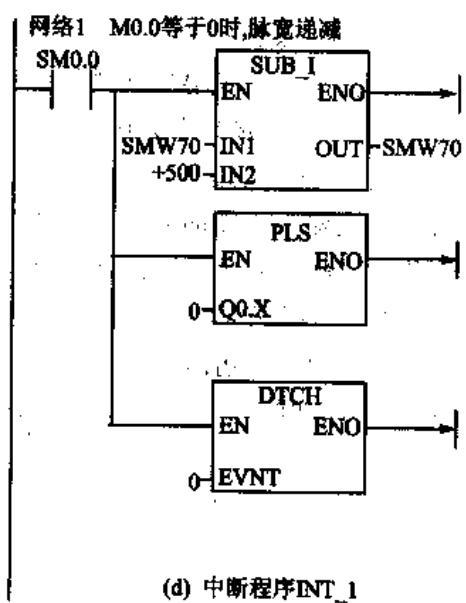 网络1 M0.0等于0时,脉宽递减
SM0.0
SUB_I
EN ENO
SMW70 IN1 OUT SMW70
+500 IN2
PLS
EN ENO
0 Q0.X
DTCH
EN ENO
0 EVNT
(d) 中断程序INT_1